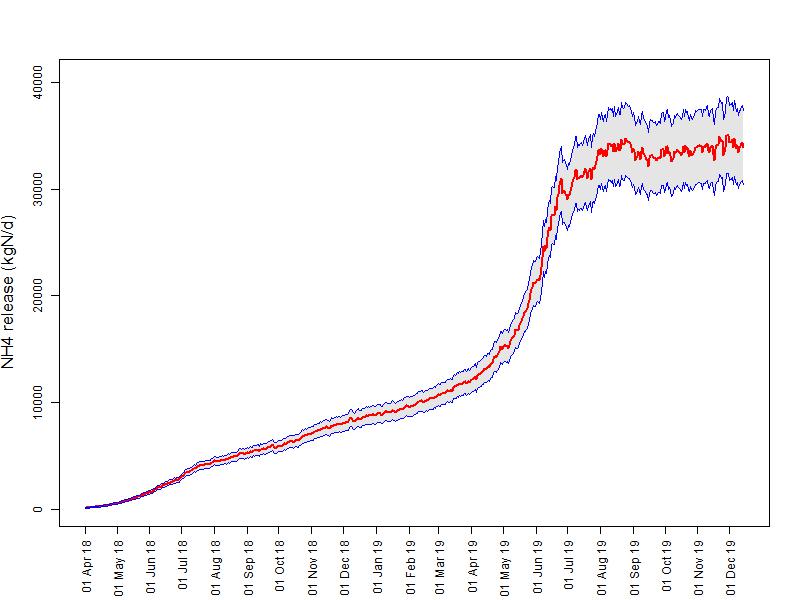 NH4 release (kgN/d)
40000
30000
20000
10000
0
01 Apr 18
01 May 18
01 Jun 18
01 Jul 18
01 Aug 18
01 Sep 18
01 Oct 18
01 Nov 18
01 Dec 18
01 Jan 19
01 Feb 19
01 Mar 19
01 Apr 19
01 May 19
01 Jun 19
01 Jul 19
01 Aug 19
01 Sep 19
01 Oct 19
01 Nov 19
01 Dec 19